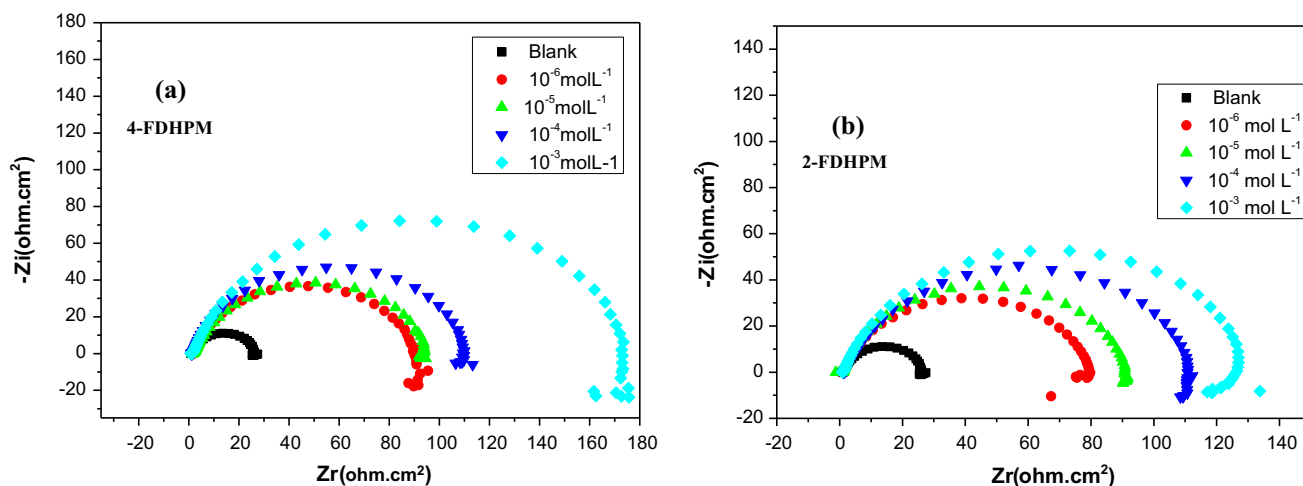 180
160
140
120
100
80
60
40
20
0
-20
-Zi(ohm.cm²)
(a)
4-FDHPM
Blank
10⁻⁶molL⁻¹
10⁻⁵molL⁻¹
10⁻⁴molL⁻¹
10⁻³molL-1
-20 0 20 40 60 80 100 120 140 160 180
Zr(ohm.cm²)
140
120
100
80
60
40
20
0
-20
-Zi(ohm.cm²)
(b)
2-FDHPM
Blank
10⁻⁶ mol L⁻¹
10⁻⁵ mol L⁻¹
10⁻⁴ mol L⁻¹
10⁻³ mol L⁻¹
-20 0 20 40 60 80 100 120 140
Zr(ohm.cm²)